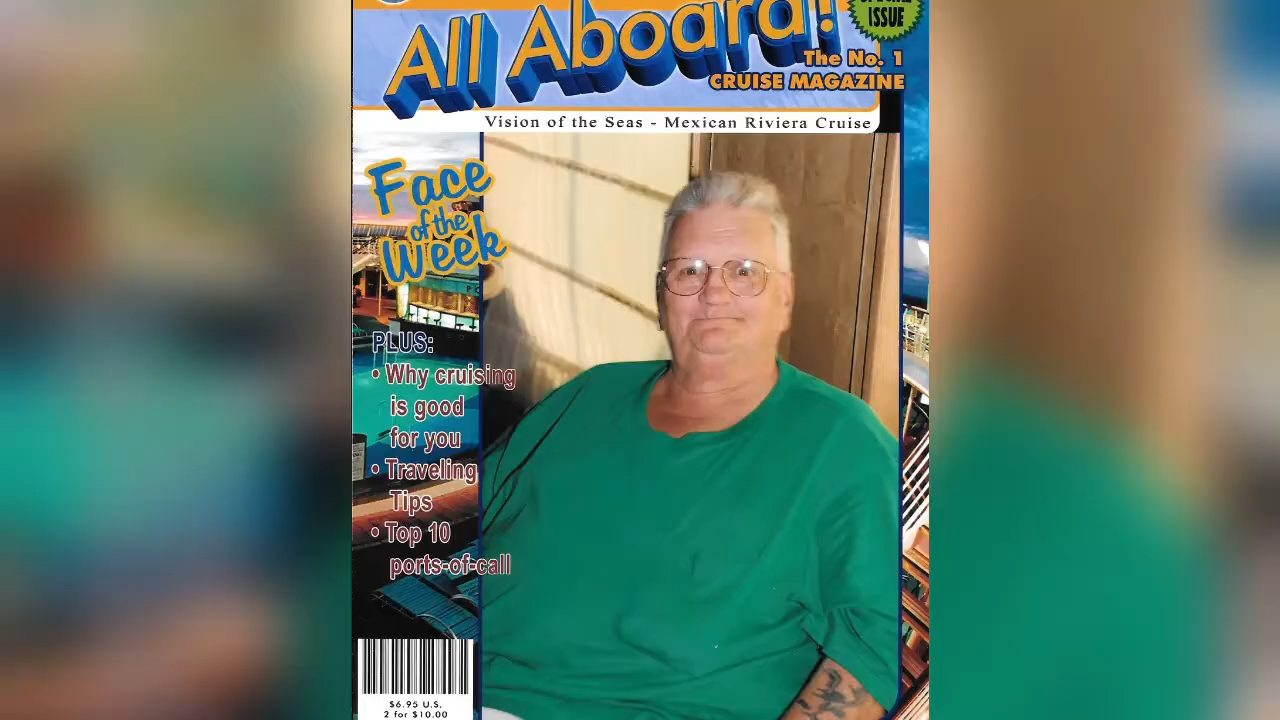 All Aboard!
SPECIAL
ISSUE
The No. 1
CRUISE MAGAZINE
Vision of the Seas - Mexican Riviera Cruise
Face
of the
Week
PLUS:
• Why cruising
is good
for you
• Traveling
Tips
• Top 10
ports-of-call
$6.95 U.S.
2 for $10.00